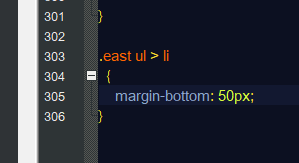 301 }
302
303 .east ul > li
304 {
305 margin-bottom: 50px;
306 }